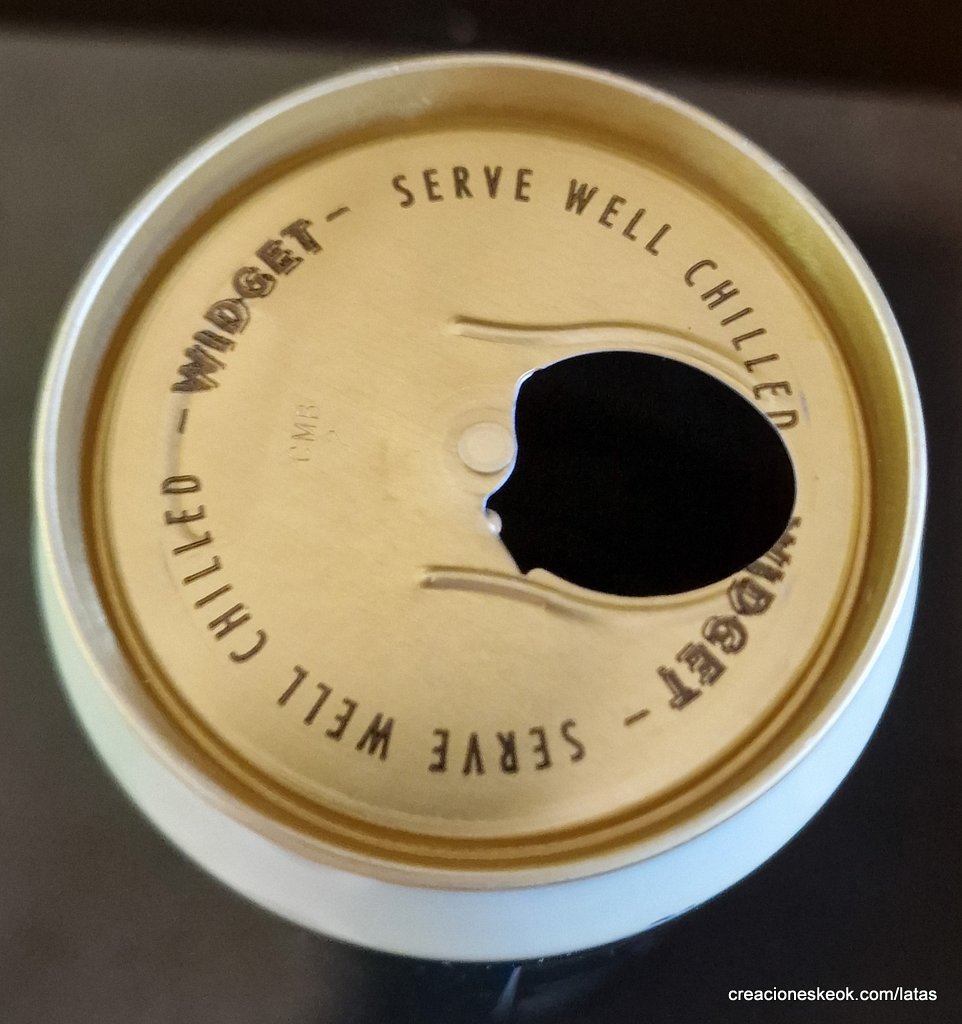 SERVE WELL CHILLED
WIDGET – SERVE WELL CHILLED – WIDGET –
CMB
creacioneskeok.com/latas